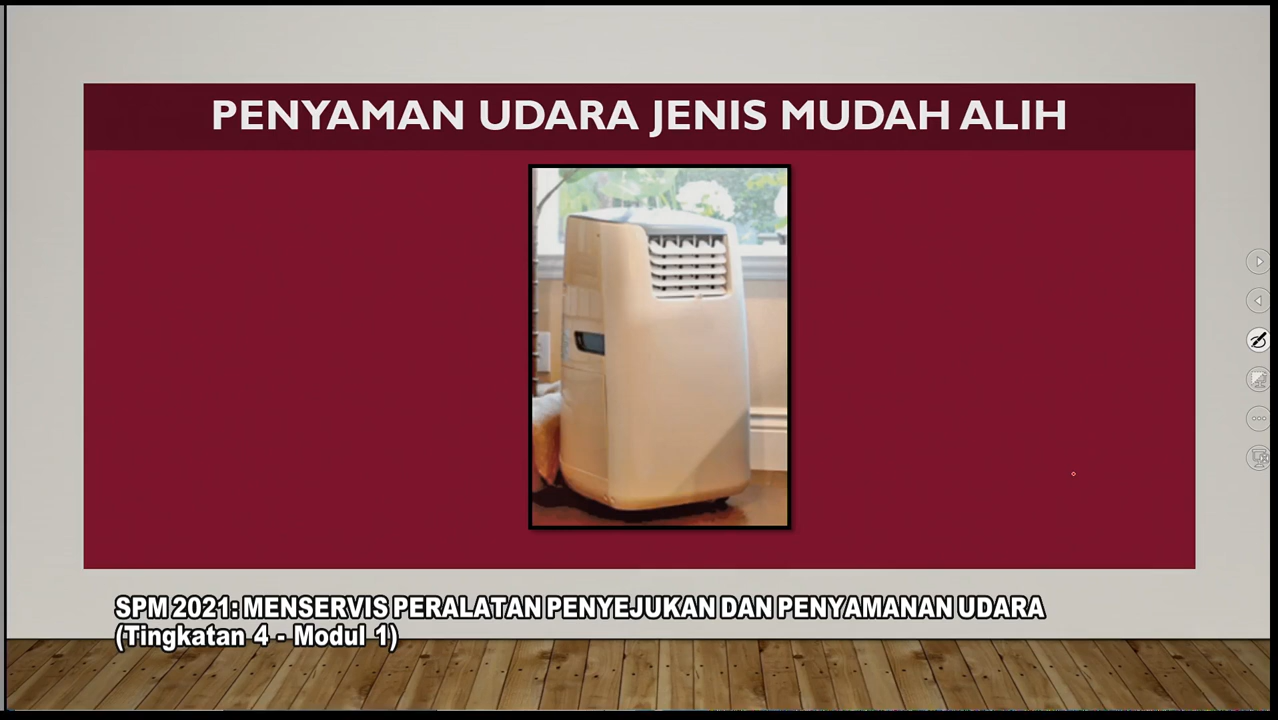 PENYAMAN UDARA JENIS MUDAH ALIH
SPM 2021: MENSERVIS PERALATAN PENYEJUKAN DAN PENYAMANAN UDARA
(Tingkatan 4 - Modul 1)